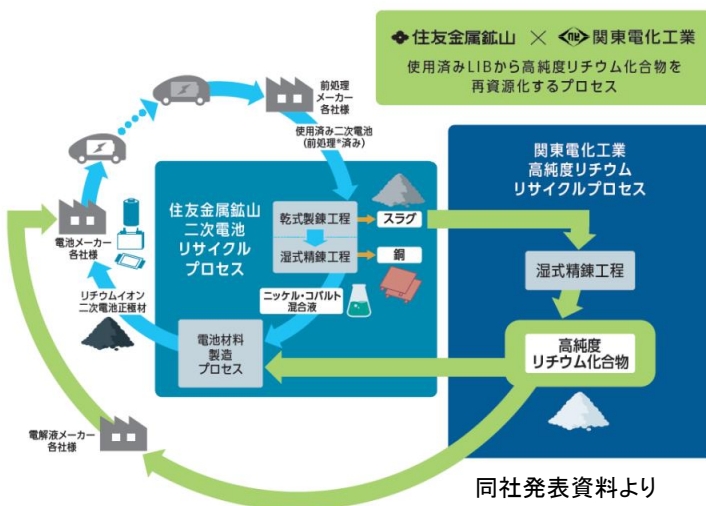 住友金属鉱山 × 関東電化工業
使用済みLIBから高純度リチウム化合物を
再資源化するプロセス
前処理
メーカー
各社様
使用済み二次電池
(前処理*済み)
電池メーカー
各社様
リチウムイオン
二次電池正極材
住友金属鉱山
二次電池
リサイクル
プロセス
乾式製錬工程
スラグ
湿式精錬工程
銅
ニッケル・コバルト
混合液
電池材料
製造
プロセス
関東電化工業
高純度リチウム
リサイクルプロセス
湿式精錬工程
高純度
リチウム化合物
電解液メーカー
各社様
同社発表資料より